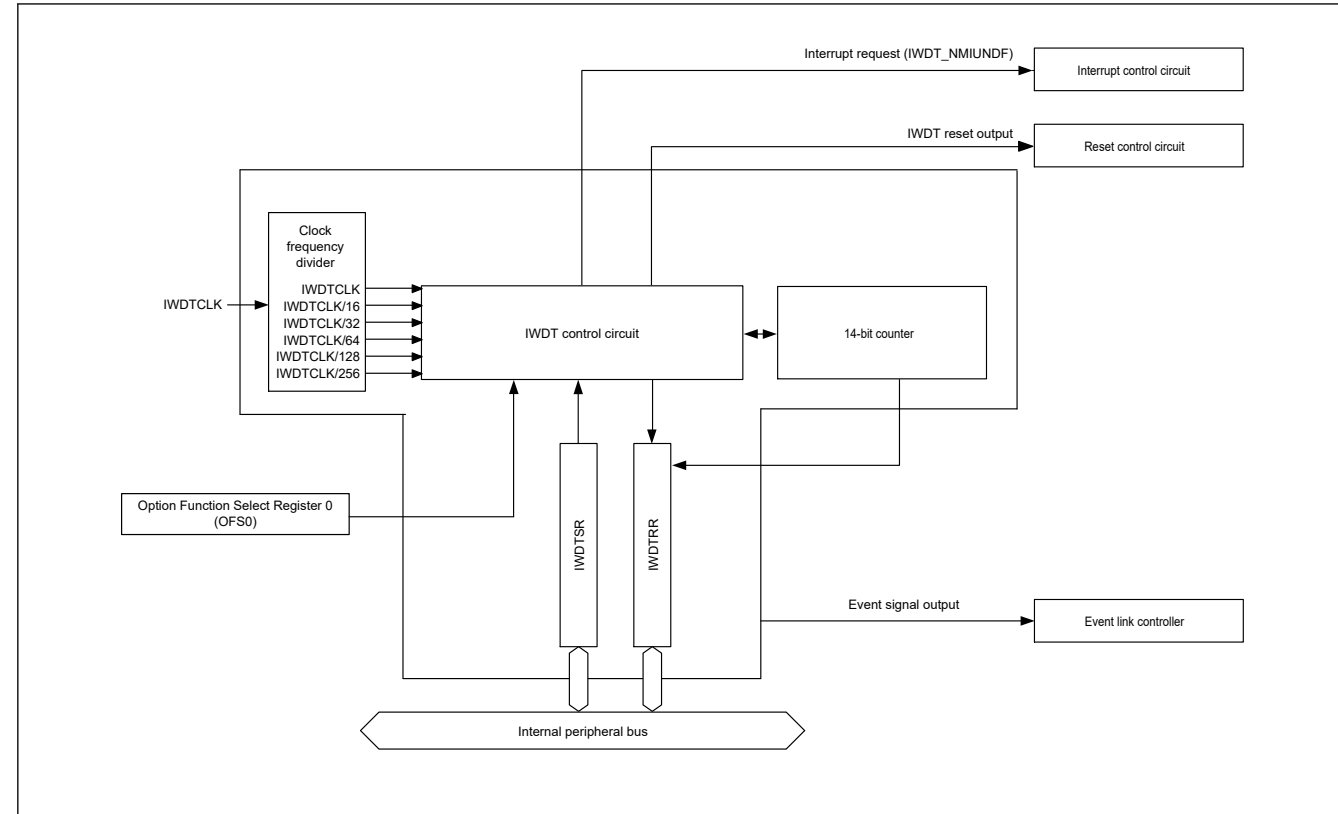 Interrupt request (IWDT_NMIUNDF)
Interrupt control circuit
IWDT reset output
Reset control circuit
Clock
frequency
divider
IWDTCLK
IWDTCLK
IWDTCLK/16
IWDTCLK/32
IWDTCLK/64
IWDTCLK/128
IWDTCLK/256
IWDT control circuit
14-bit counter
Option Function Select Register 0
(OFS0)
IWDTSR
IWDTRR
Event signal output
Event link controller
Internal peripheral bus